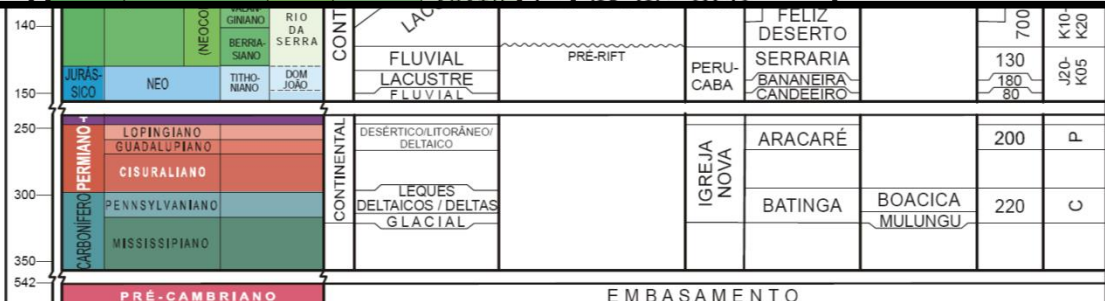 140
(NEOCO
GINIANO
BERRIA-
SIANO
RIO
DA
SERRA
CONT
FLUVIAL
PRÉ-RIFT
PERU-
CABA
FELIZ
DESERTO
SERRARIA
700
130
K10-
K20
JURÁS-
SICO
NEO
TITHO-
NIANO
DOM
JOÃO
LACUSTRE
FLUVIAL
BANANEIRA
CANDEEIRO
180
80
J20-
K05
150
250
PERMIANO
LOPINGIANO
GUADALUPIANO
CISURALIANO
CONTINENTAL
DESÉRTICO/LITORÂNEO/
DELTAICO
IGREJA
NOVA
ARACARÉ
200
P
300
CARBONÍFERO
PENNSYLVANIANO
MISSISSIPIANO
LEQUES
DELTAICOS / DELTAS
GLACIAL
BATINGA
BOACICA
MULUNGU
220
C
350
542
PRÉ-CAMBRIANO
EMBASAMENTO